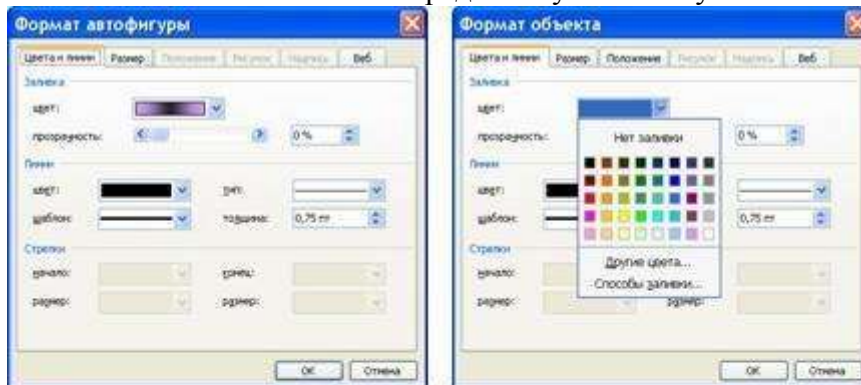 Формат автофигуры
Цвета и линии Размер Положение Рисунок Надпись Веб
Заливка
цвет:
прозрачность: 0 %
Линии
цвет: тип:
шаблон: толщина: 0,75 пт
Стрелки
начало: конец:
размер: размер:
ОК Отмена
Формат объекта
Цвета и линии Размер Положение Рисунок Надпись Веб
Заливка
цвет:
прозрачность: 0 %
Нет заливки
Линии
цвет:
шаблон: 0,75 пт
Стрелки
начало:
Другие цвета...
Способы заливки...
размер: размер:
ОК Отмена